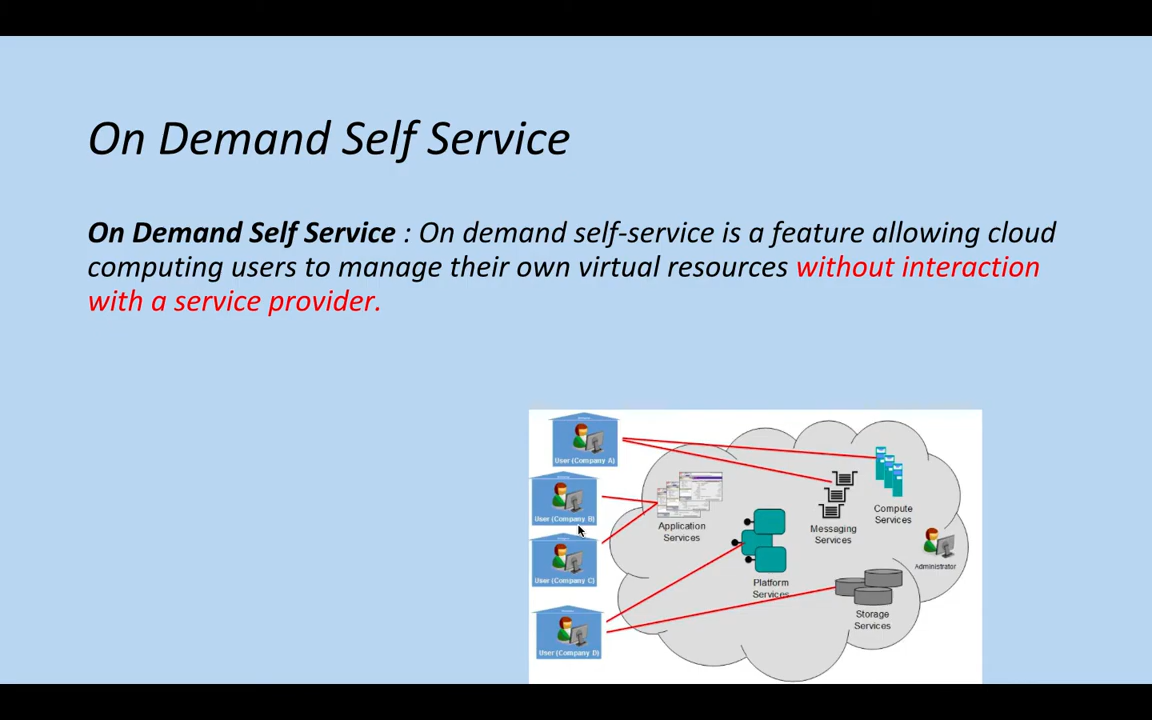 On Demand Self Service
On Demand Self Service : On demand self-service is a feature allowing cloud
computing users to manage their own virtual resources without interaction
with a service provider.
User (Company A)
User (Company B)
User (Company C)
User (Company D)
Application
Services
Platform
Services
Messaging
Services
Compute
Services
Administrator
Storage
Services